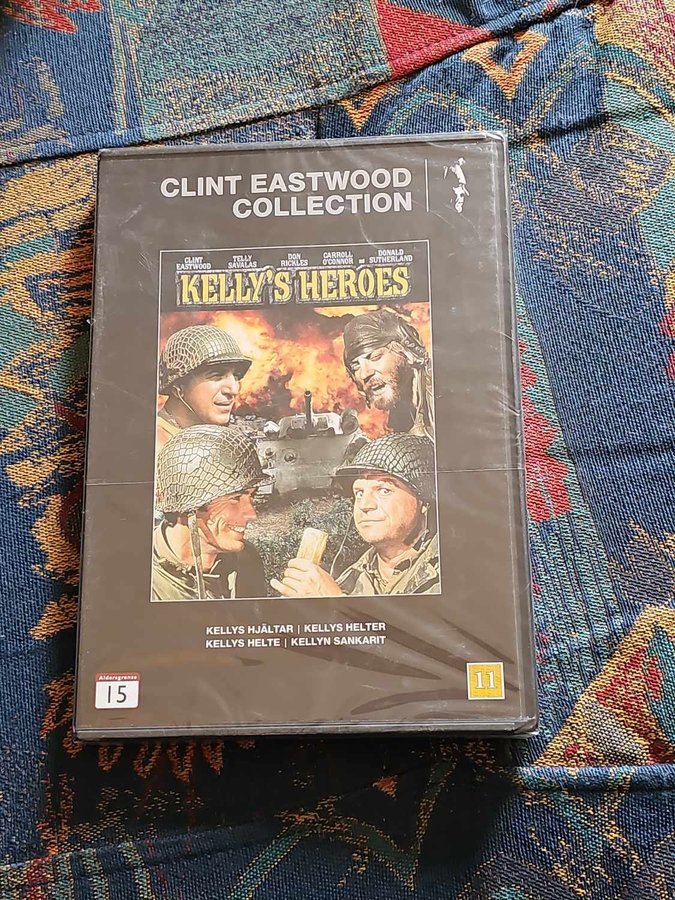 CLINT EASTWOOD
COLLECTION
CLINT EASTWOOD
TELLY SAVALAS
DON RICKLES
CARROLL O'CONNOR
AND
DONALD SUTHERLAND
KELLY'S HEROES
KELLYS HJÄLTAR | KELLYS HELTER
KELLYS HELTE | KELLYN SANKARIT
Aldersgrense
15
11